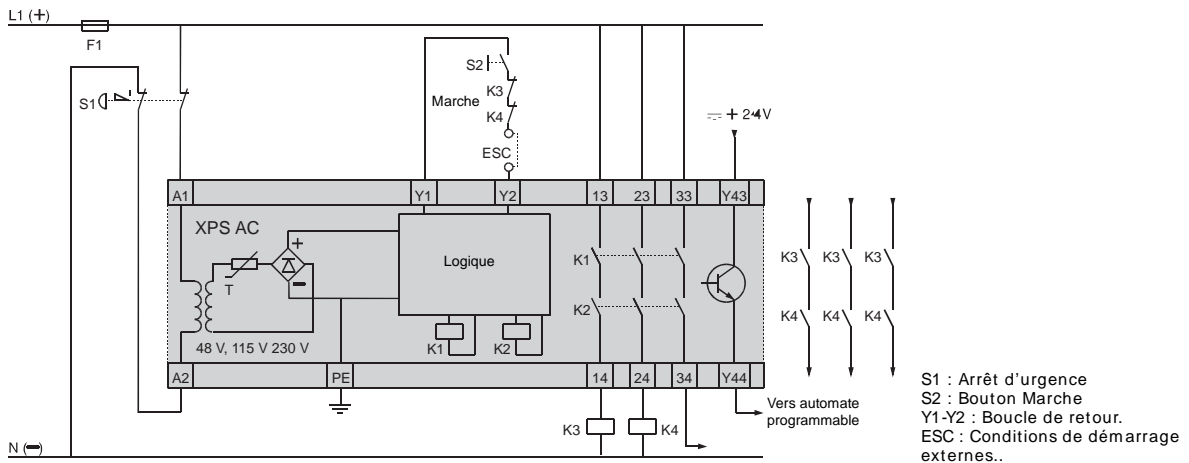 L1 (+)
F1
S1
S2
K3
Marche
K4
ESC
+ 24V
A1
Y1
Y2
13
23
33
Y43
XPS AC
+
T
Logique
K1
K2
K1
K2
K3
K3
K3
K4
K4
K4
48 V, 115 V 230 V
A2
PE
14
24
34
Y44
K3
K4
Vers automate
programmable
N (−)
S1 : Arrêt d'urgence
S2 : Bouton Marche
Y1-Y2 : Boucle de retour.
ESC : Conditions de démarrage
externes..